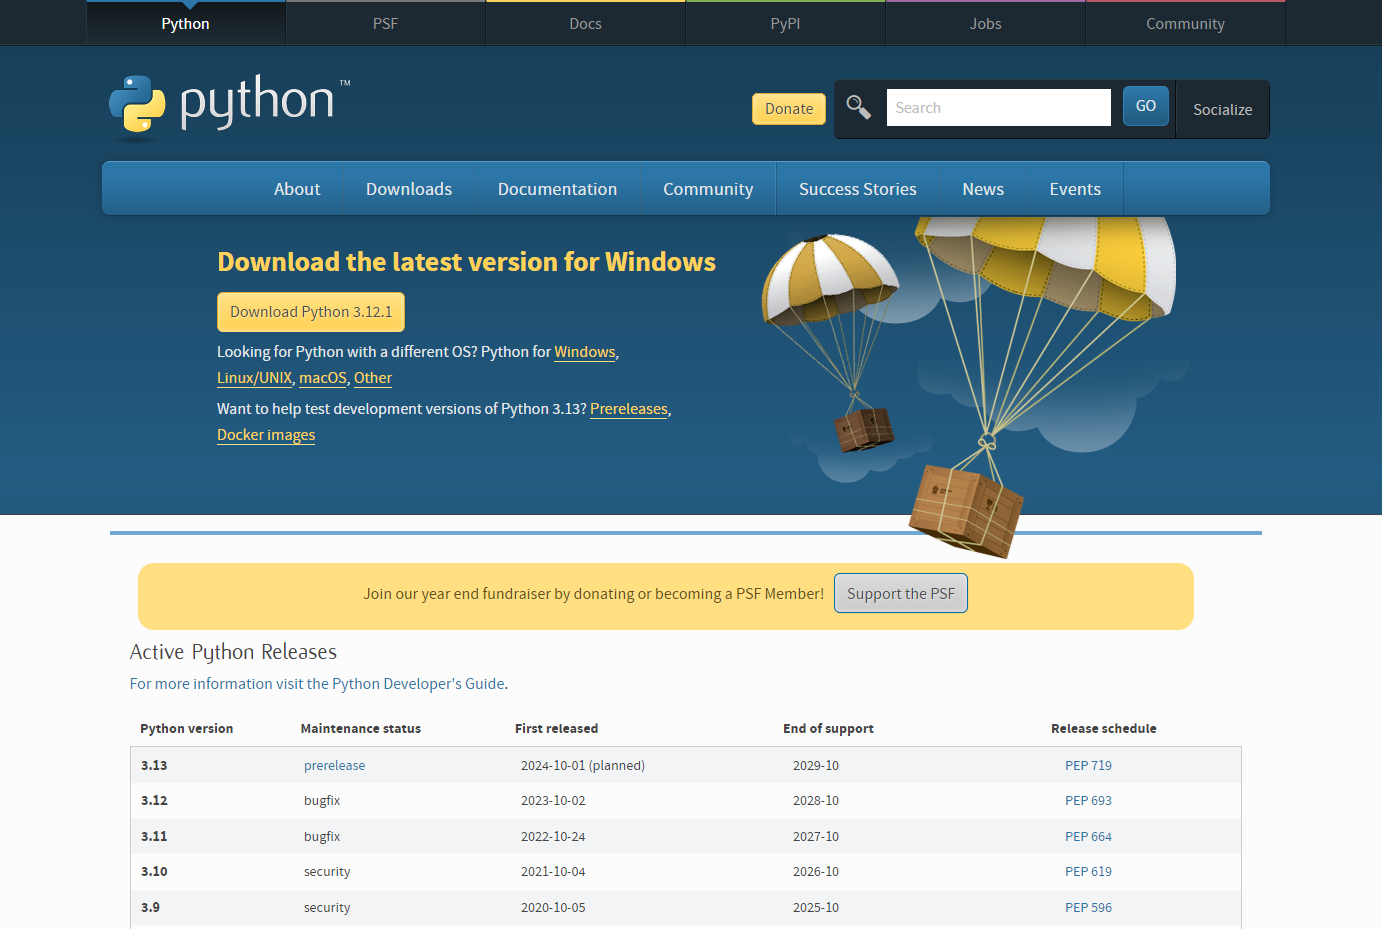 Python PSF Docs PyPI Jobs Community
python™
Donate Search GO Socialize
About Downloads Documentation Community Success Stories News Events
Download the latest version for Windows
Download Python 3.12.1
Looking for Python with a different OS? Python for Windows,
Linux/UNIX, macOS, Other
Want to help test development versions of Python 3.13? Prereleases,
Docker images
Join our year end fundraiser by donating or becoming a PSF Member! Support the PSF
Active Python Releases
For more information visit the Python Developer's Guide.
Python version Maintenance status First released End of support Release schedule
3.13 prerelease 2024-10-01 (planned) 2029-10 PEP 719
3.12 bugfix 2023-10-02 2028-10 PEP 693
3.11 bugfix 2022-10-24 2027-10 PEP 664
3.10 security 2021-10-04 2026-10 PEP 619
3.9 security 2020-10-05 2025-10 PEP 596